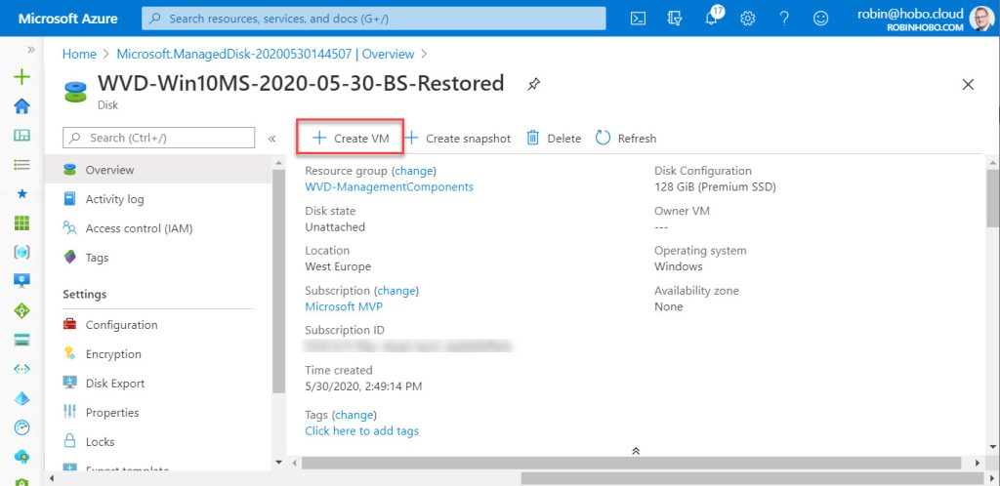 Microsoft Azure
Search resources, services, and docs (G+/)
17
robin@hobo.cloud
ROBINHOBO.COM
Home > Microsoft.ManagedDisk-20200530144507 | Overview >
WVD-Win10MS-2020-05-30-BS-Restored
Disk
Search (Ctrl+/)
Overview
Activity log
Access control (IAM)
Tags
Settings
Configuration
Encryption
Disk Export
Properties
Locks
Export template
Create VM
Create snapshot
Delete
Refresh
Resource group (change)
WVD-ManagementComponents
Disk state
Unattached
Location
West Europe
Subscription (change)
Microsoft MVP
Subscription ID
Time created
5/30/2020, 2:49:14 PM
Tags (change)
Click here to add tags
Disk Configuration
128 GiB (Premium SSD)
Owner VM
---
Operating system
Windows
Availability zone
None